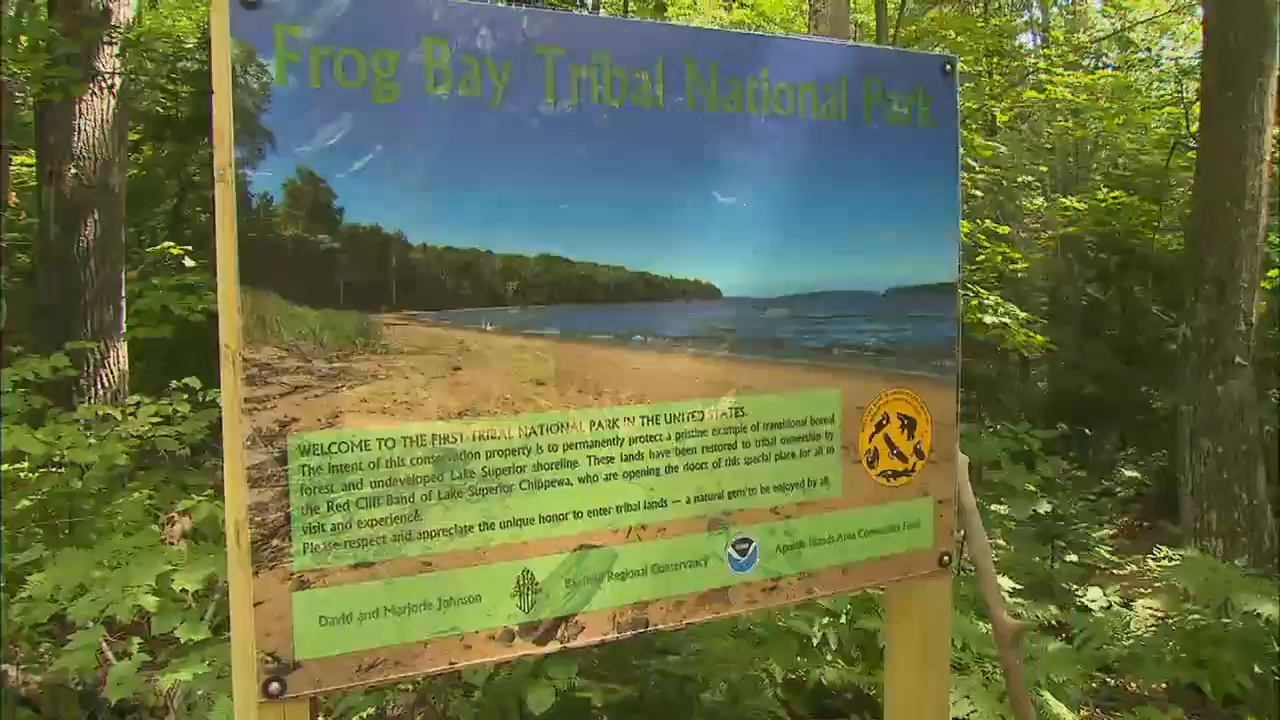 Frog Bay Tribal National Park
WELCOME TO THE FIRST TRIBAL NATIONAL PARK IN THE UNITED STATES.
The intent of this conservation property is to permanently protect a pristine example of transitional boreal
forest and undeveloped Lake Superior shoreline. These lands have been restored to tribal ownership by
the Red Cliff Band of Lake Superior Chippewa, who are opening the doors of this special place for all to
visit and experience.
Please respect and appreciate the unique honor to enter tribal lands — a natural gem to be enjoyed by all.
David and Marjorie Johnson
Bayfield Regional Conservancy
Apostle Islands Area Community Fund